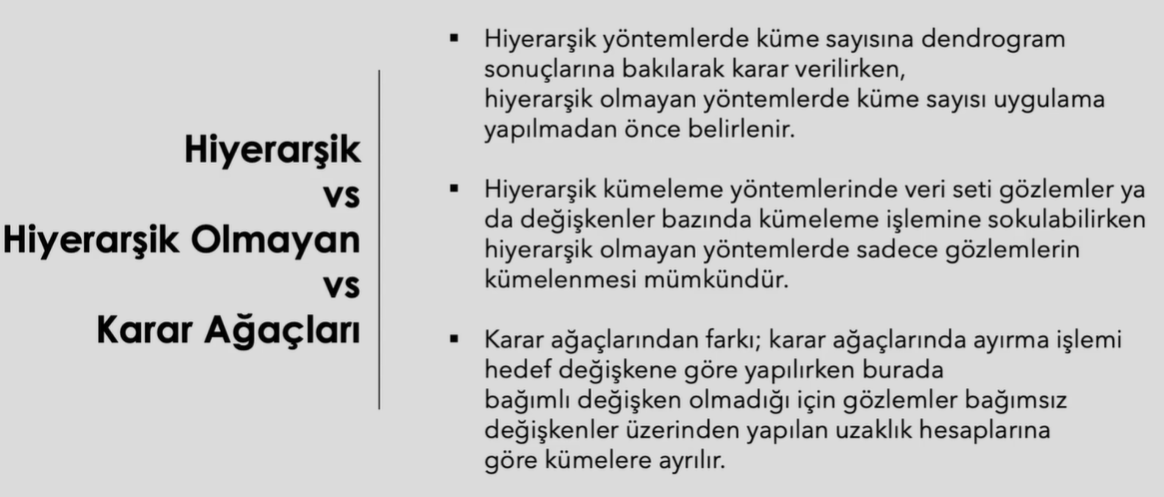 Hiyerarşik
vs
Hiyerarşik Olmayan
vs
Karar Ağaçları
▪ Hiyerarşik yöntemlerde küme sayısına dendrogram
sonuçlarına bakılarak karar verilirken,
hiyerarşik olmayan yöntemlerde küme sayısı uygulama
yapılmadan önce belirlenir.
▪ Hiyerarşik kümeleme yöntemlerinde veri seti gözlemler ya
da değişkenler bazında kümeleme işlemine sokulabilirken
hiyerarşik olmayan yöntemlerde sadece gözlemlerin
kümelenmesi mümkündür.
▪ Karar ağaçlarından farkı; karar ağaçlarında ayırma işlemi
hedef değişkene göre yapılırken burada
bağımlı değişken olmadığı için gözlemler bağımsız
değişkenler üzerinden yapılan uzaklık hesaplarına
göre kümelere ayrılır.